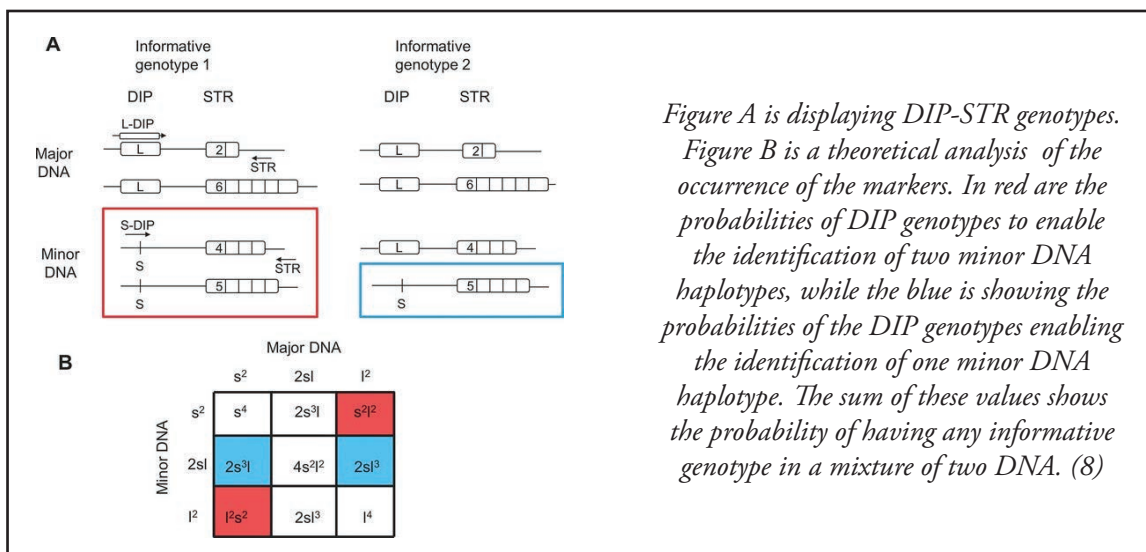 A
Informative
genotype 1
Informative
genotype 2
DIP STR
DIP STR
L-DIP
Major
DNA
L 2
STR
L 6
L 2
L 6
Minor
DNA
S-DIP
4
S
STR
5
S
L 4
5
S
Figure A is displaying DIP-STR genotypes.
Figure B is a theoretical analysis of the
occurrence of the markers. In red are the
probabilities of DIP genotypes to enable
the identification of two minor DNA
haplotypes, while the blue is showing the
probabilities of the DIP genotypes enabling
the identification of one minor DNA
haplotype. The sum of these values shows
the probability of having any informative
genotype in a mixture of two DNA. (8)
B
Major DNA
s² 2sl l²
Minor DNA
s² s⁴ 2s³l s²l²
2sl 2s³l 4s²l² 2sl³
l² l²s² 2sl³ l⁴